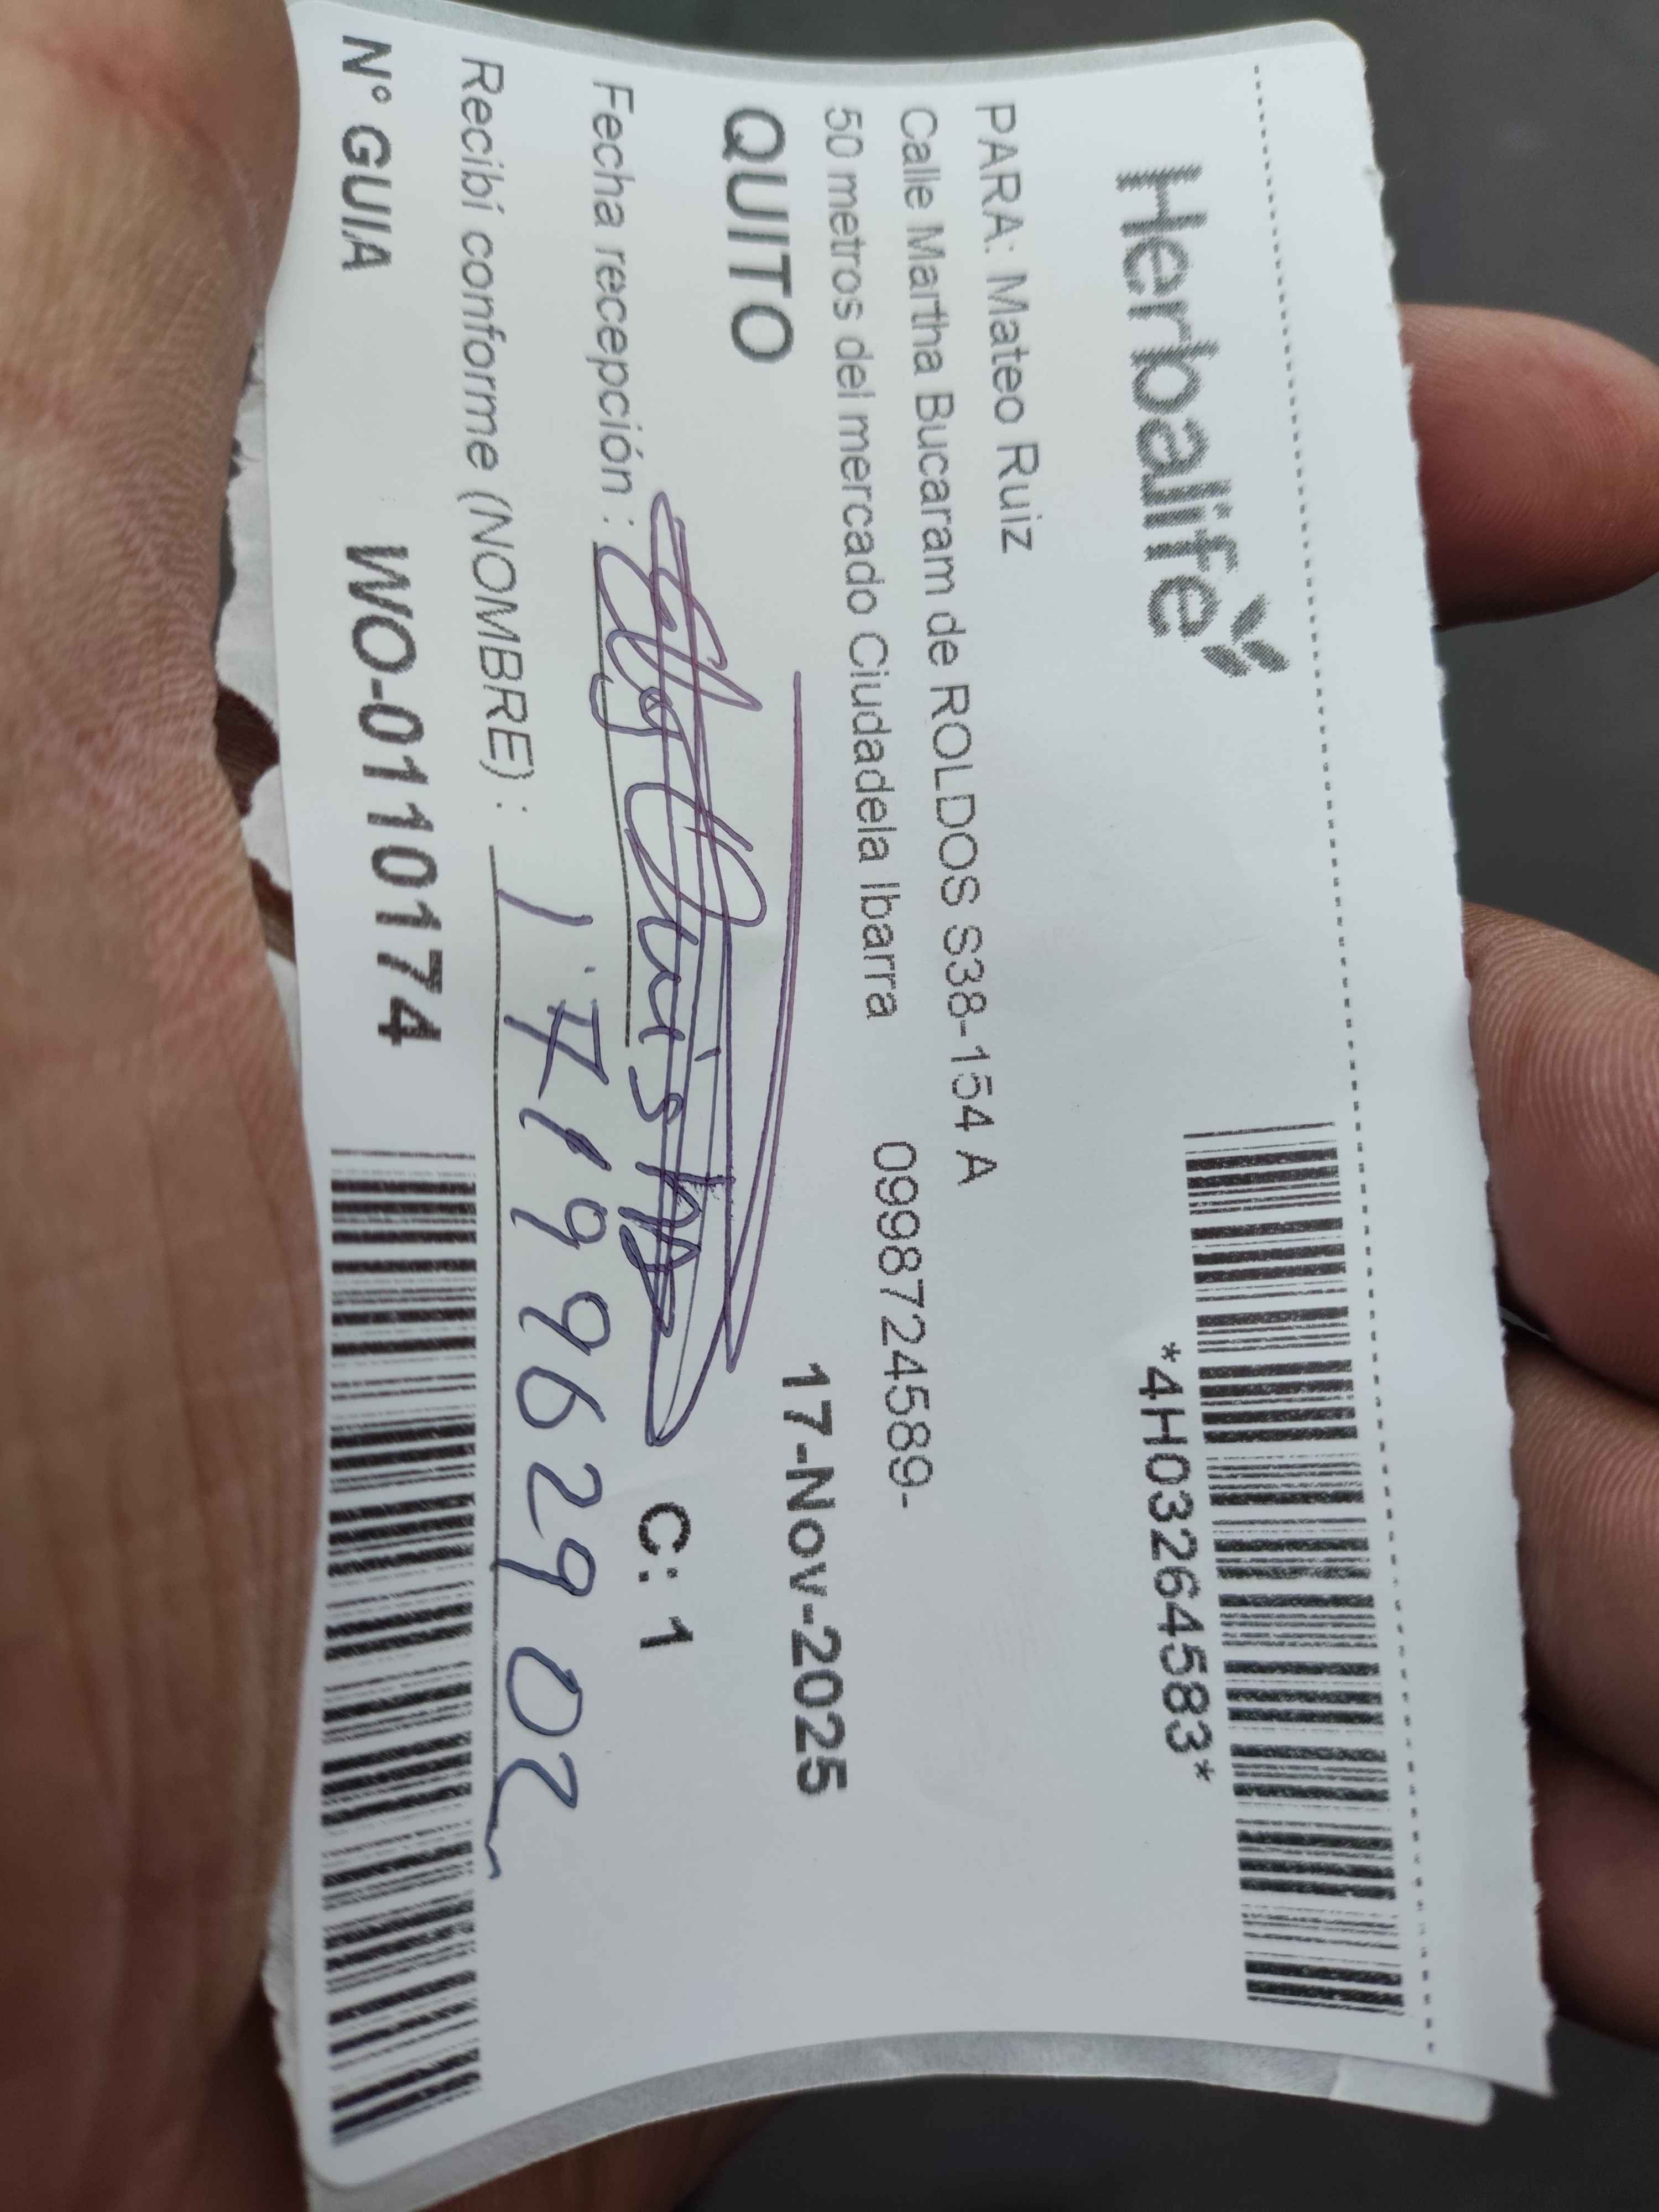 Herbalife
*4H03264583*
PARA: Mateo Ruiz
Calle Martha Bucaram de ROLDOS S38-154 A
50 metros del mercado Ciudadela Ibarra 0998724589-
QUITO 17-Nov-2025
Fecha recepción : C: 1
Recibí conforme (NOMBRE) : 1719962902
N° GUIA WO-0110174